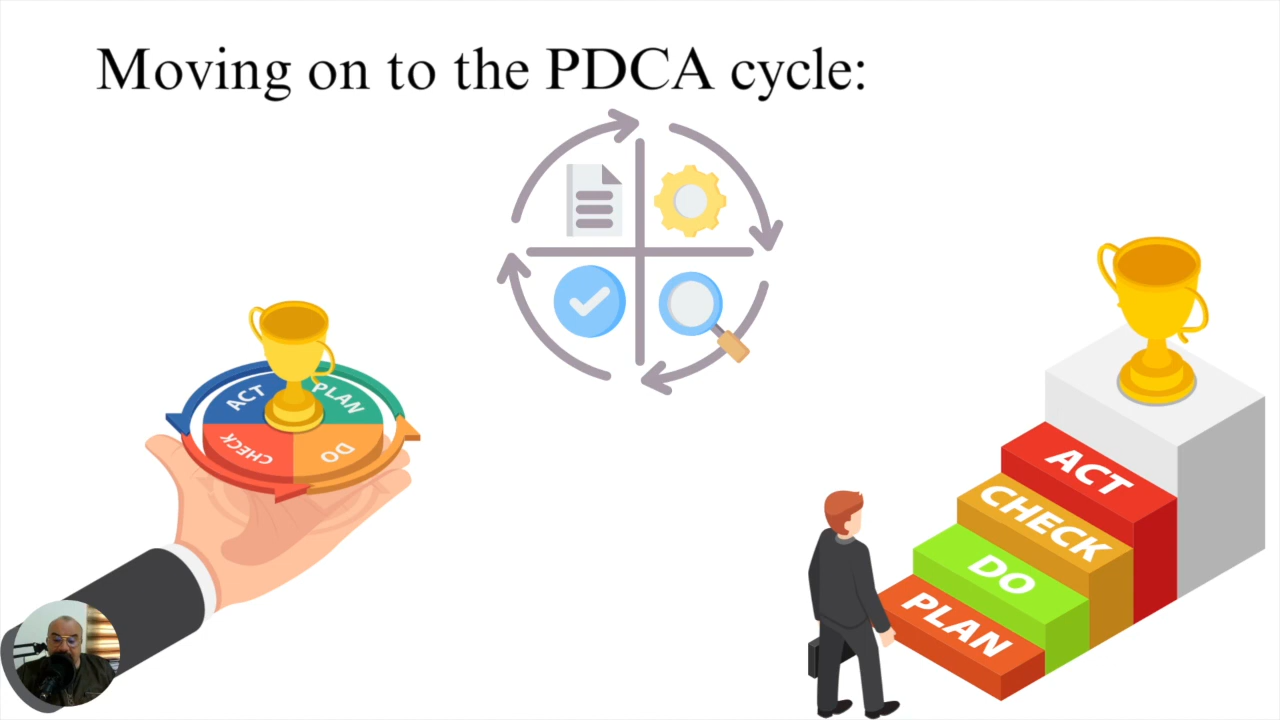 Moving on to the PDCA cycle:
ACT
PLAN
CHECK
DO
ACT
CHECK
DO
PLAN